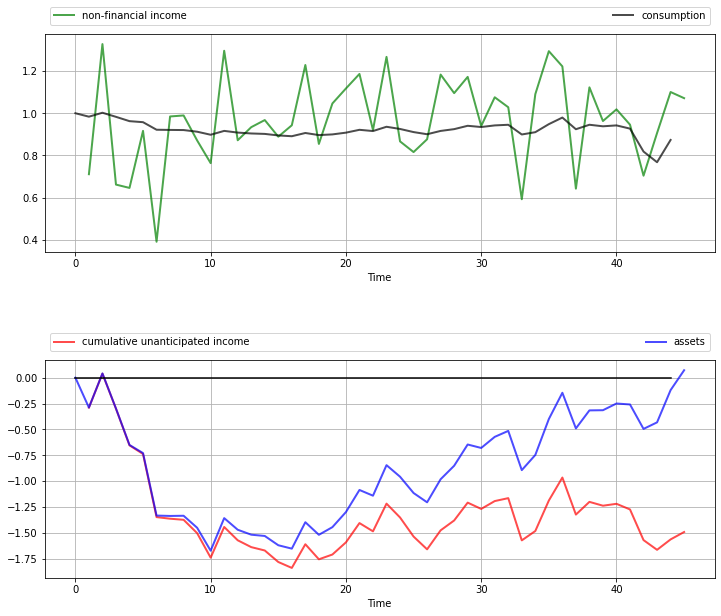 non-financial income consumption
1.2
1.0
0.8
0.6
0.4
0 10 20 30 40
Time
cumulative unanticipated income assets
0.00
−0.25
−0.50
−0.75
−1.00
−1.25
−1.50
−1.75
0 10 20 30 40
Time